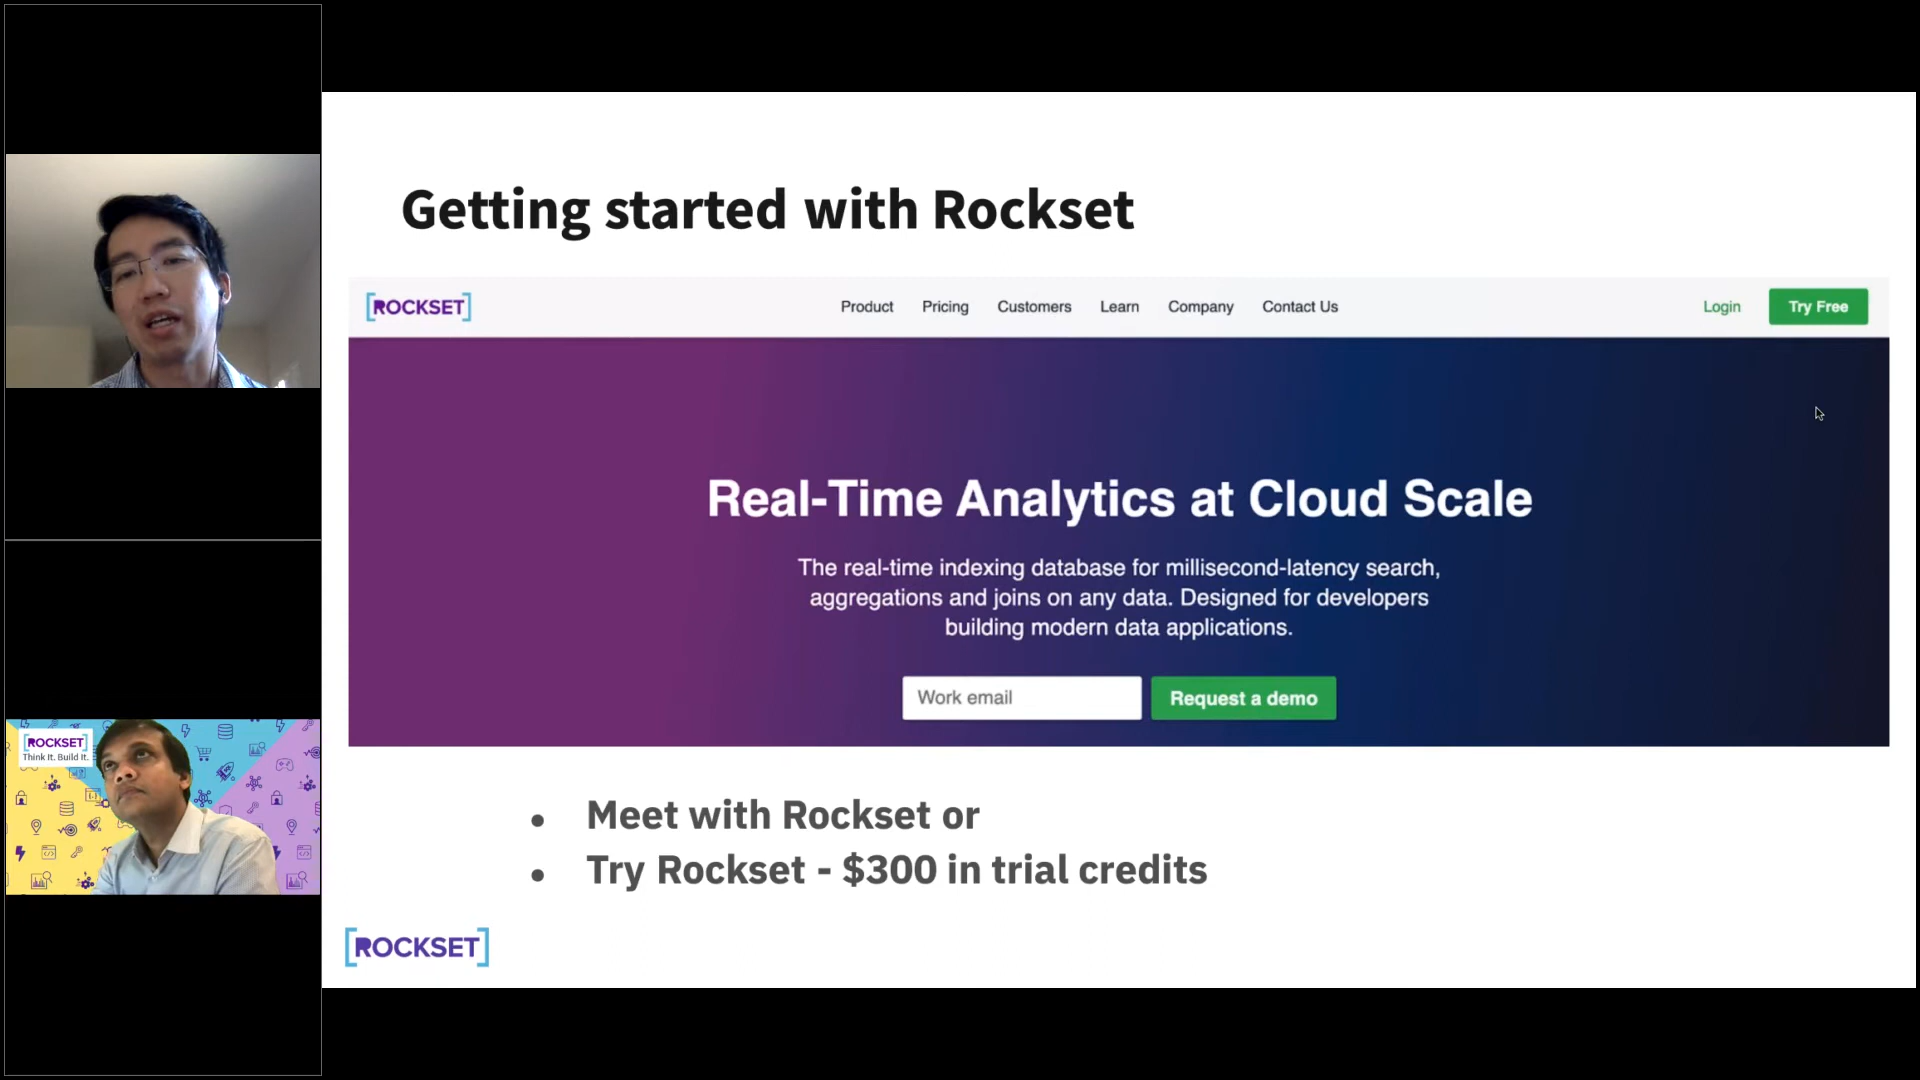 Getting started with Rockset
[ROCKSET]
Product Pricing Customers Learn Company Contact Us Login Try Free
Real-Time Analytics at Cloud Scale
The real-time indexing database for millisecond-latency search,
aggregations and joins on any data. Designed for developers
building modern data applications.
Work email Request a demo
• Meet with Rockset or
• Try Rockset - $300 in trial credits
[ROCKSET]
[ROCKSET]
Think It. Build It.